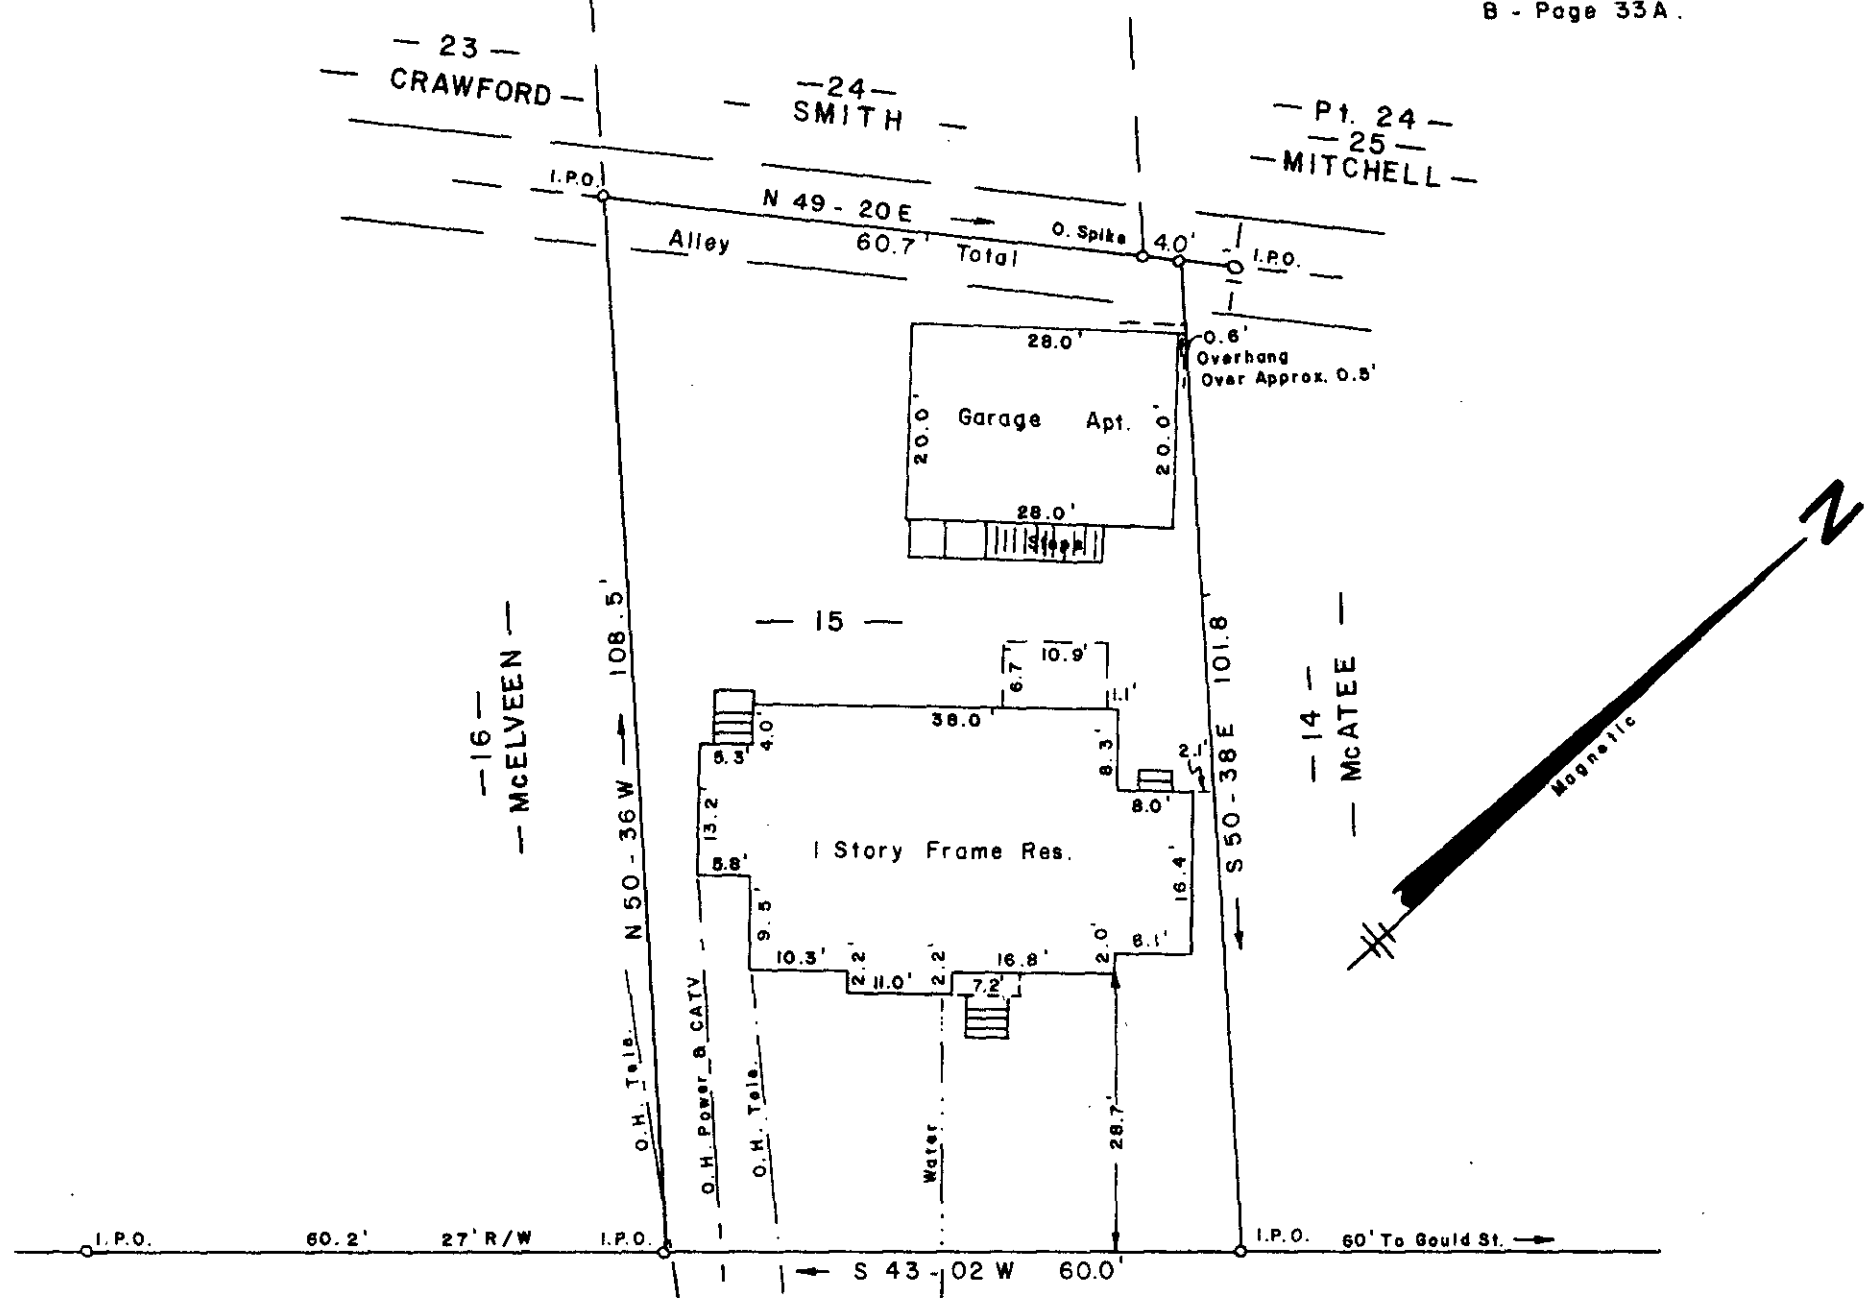 B - Page 33A.
— 23 —
— CRAWFORD —
—24—
— SMITH —
— Pt. 24 —
— 25 —
— MITCHELL —
I.P.O.
N 49 - 20 E
O. Spike
4.0'
I.P.O.
Alley
60.7' Total
10'
28.0'
0.6'
Overhang
Over Approx. 0.5'
20.0'
Garage Apt.
20.0'
28.0'
Steps
N
Magnetic
108.5'
N 50 - 36 W
— 15 —
101.8'
S 50 - 38 E
—16—
— McELVEEN —
— 14 —
— McATEE —
6.7'
10.9'
1.1'
38.0'
4.0'
5.3'
8.3'
2.1'
8.0'
13.2'
1 Story Frame Res.
5.8'
16.4'
9.5'
10.3'
2.2'
11.0'
2.2'
16.8'
7.2'
2.0'
8.1'
28.7'
O.H. Tele.
O.H. Power & CATV
O.H. Tele.
Water
I.P.O.
60.2'
27' R/W
I.P.O.
I.P.O.
60' To Gould St.
S 43 - 02 W 60.0'